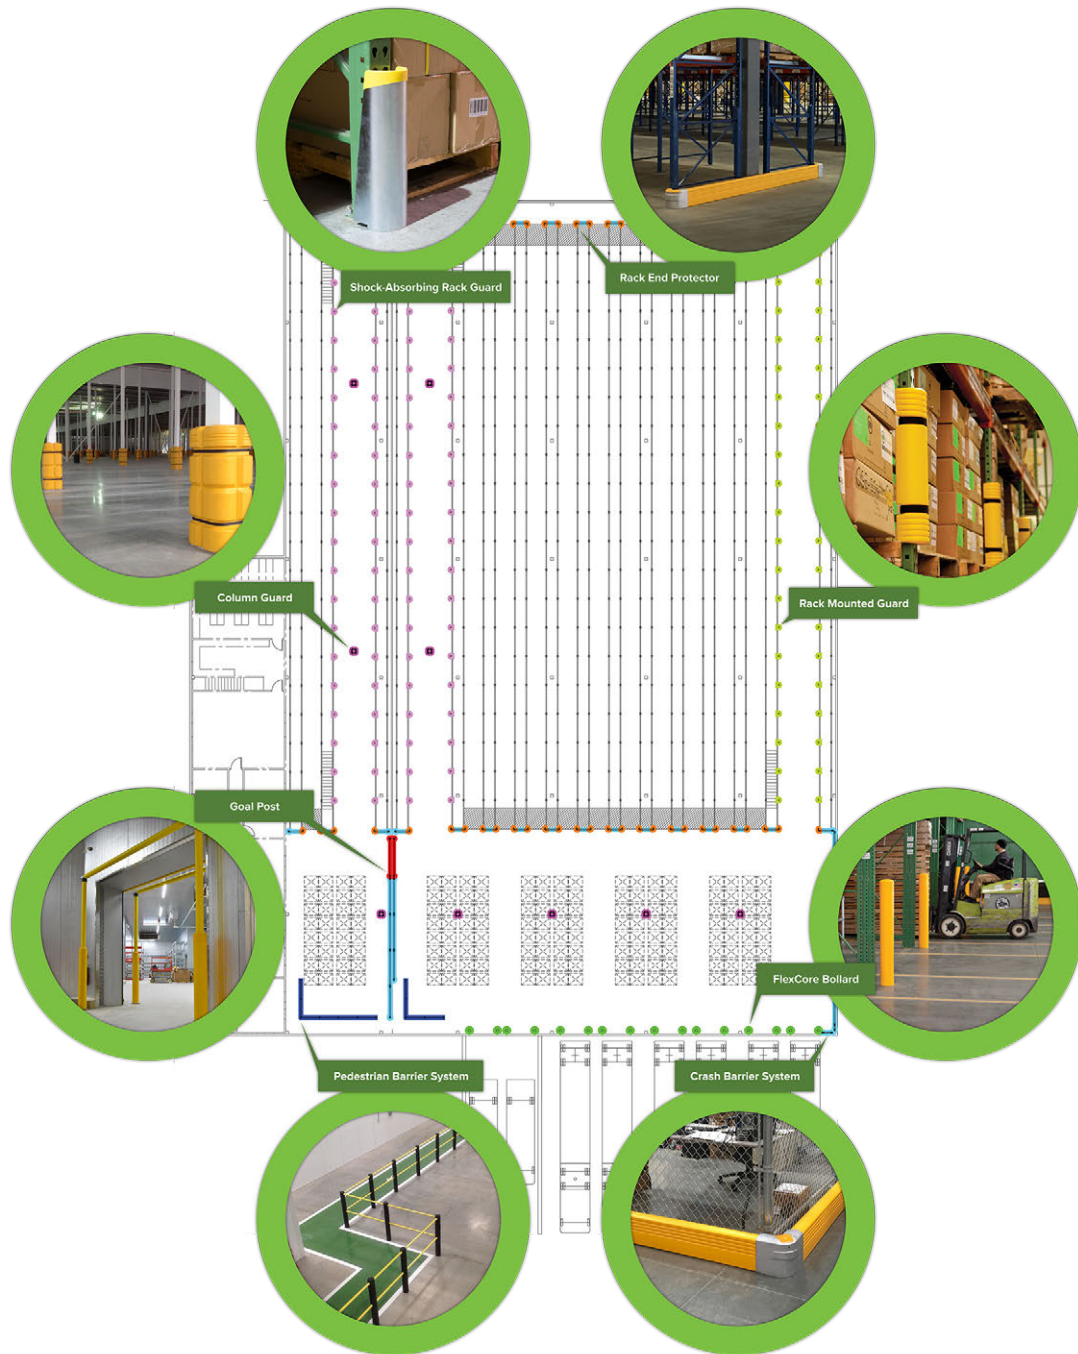 Rack End Protector
Shock-Absorbing Rack Guard
Column Guard
Rack Mounted Guard
Goal Post
FlexCore Bollard
Pedestrian Barrier System
Crash Barrier System